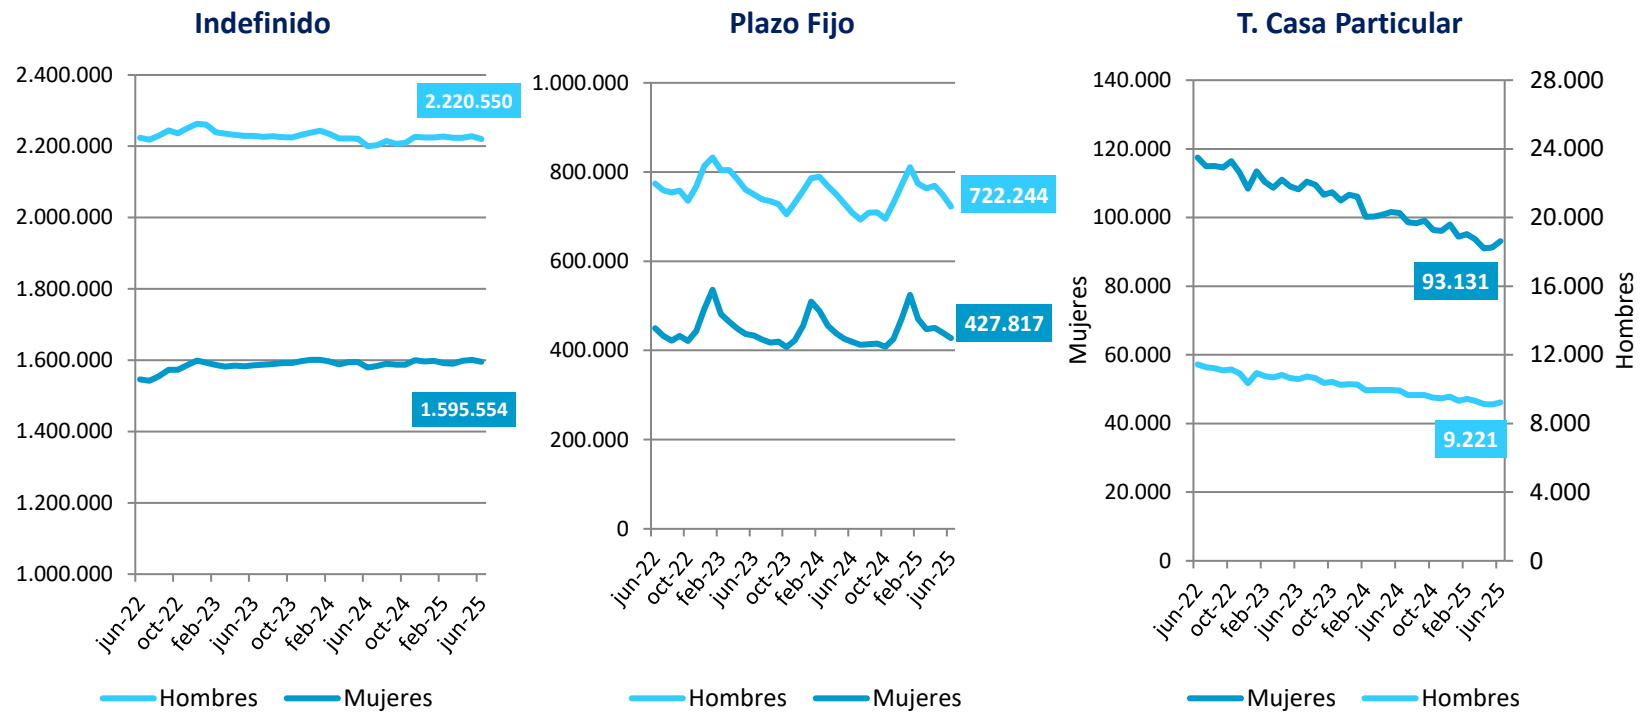 Indefinido
2.400.000
2.200.000
2.000.000
1.800.000
1.600.000
1.400.000
1.200.000
1.000.000
2.220.550
1.595.554
jun-22
oct-22
feb-23
jun-23
oct-23
feb-24
jun-24
oct-24
feb-25
jun-25
Hombres
Mujeres
Plazo Fijo
1.000.000
800.000
600.000
400.000
200.000
0
722.244
427.817
jun-22
oct-22
feb-23
jun-23
oct-23
feb-24
jun-24
oct-24
feb-25
jun-25
Hombres
Mujeres
T. Casa Particular
Mujeres
140.000
120.000
100.000
80.000
60.000
40.000
20.000
0
93.131
9.221
28.000
24.000
20.000
16.000
12.000
8.000
4.000
0
Hombres
jun-22
oct-22
feb-23
jun-23
oct-23
feb-24
jun-24
oct-24
feb-25
jun-25
Mujeres
Hombres